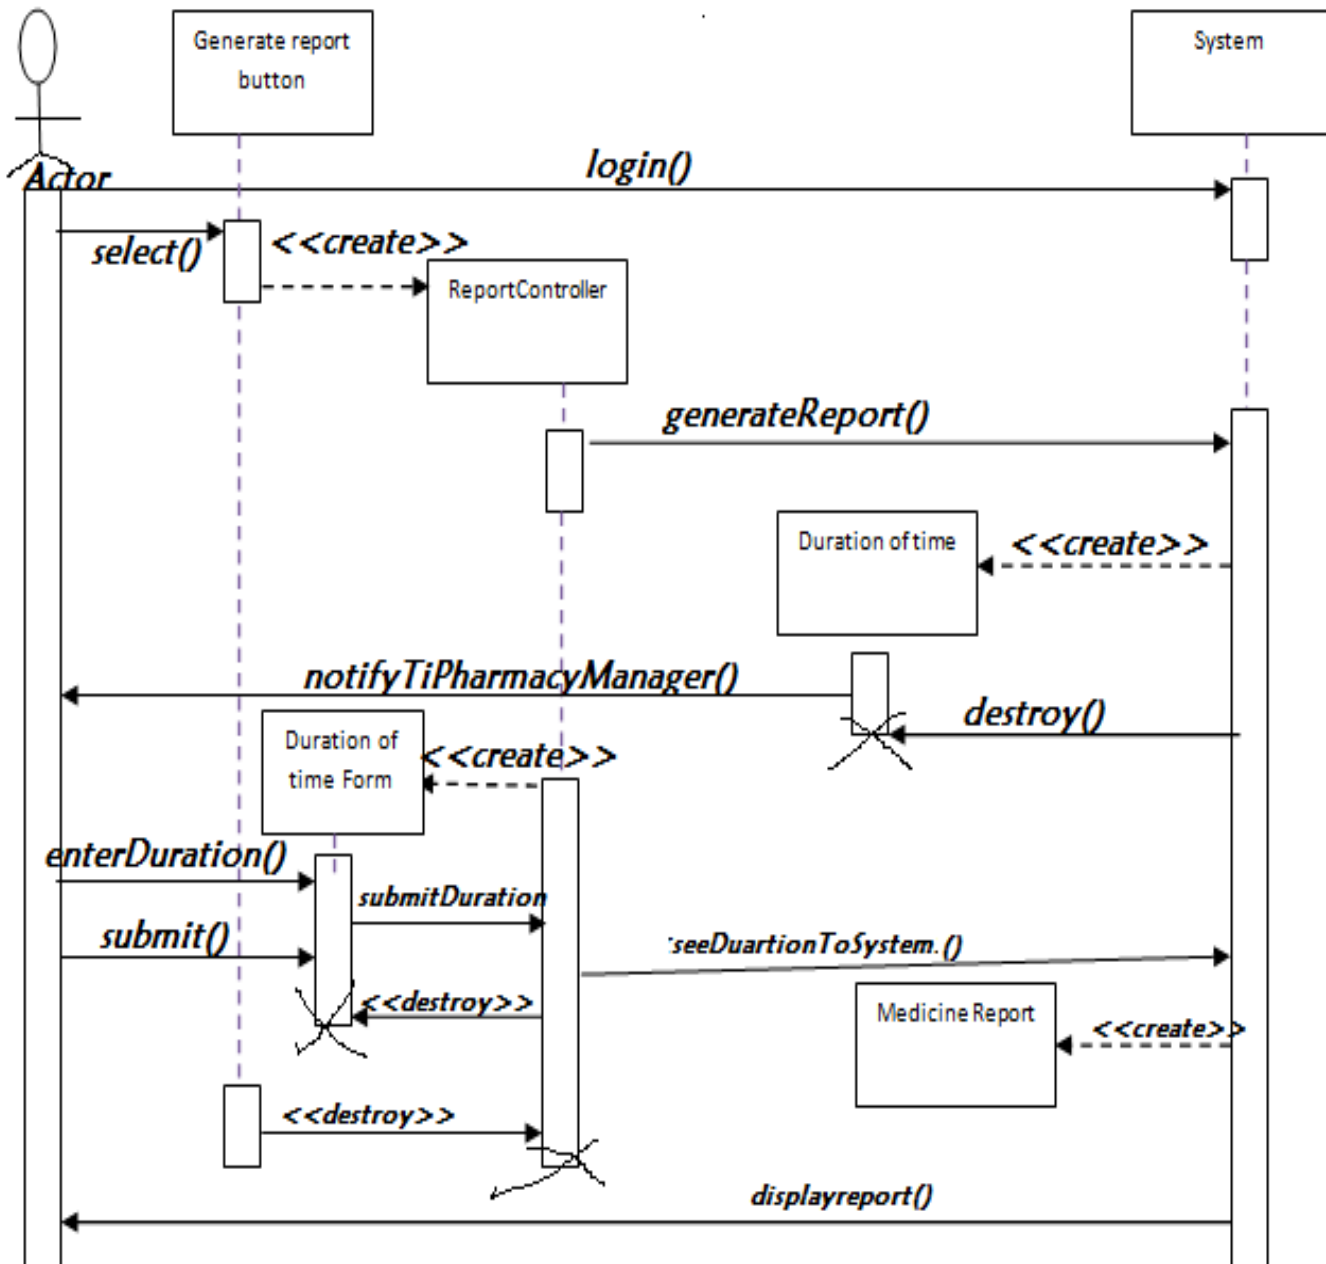 Generate report
button
System
Actor
login()
select()
<<create>>
ReportController
generateReport()
Duration of time
<<create>>
notifyTiPharmacyManager()
destroy()
Duration of
time Form
<<create>>
enterDuration()
submitDuration
submit()
seeDuartionToSystem.()
<<destroy>>
Medicine Report
<<create>>
<<destroy>>
displayreport()